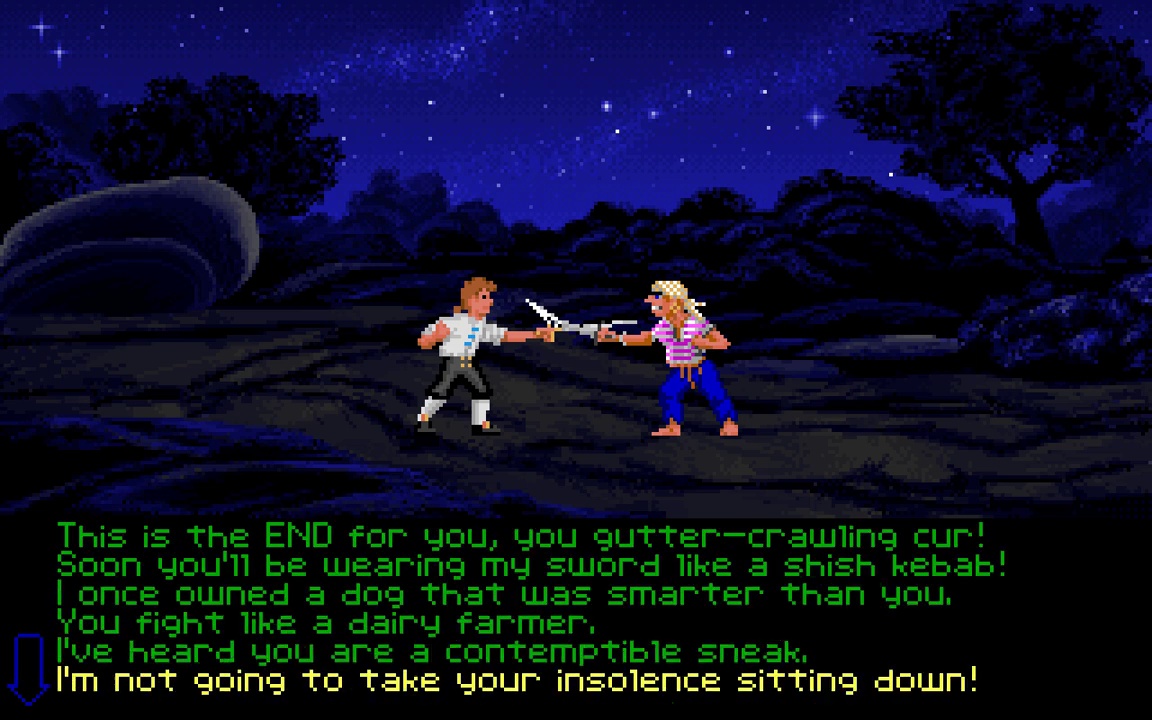 This is the END for you, you gutter-crawling cur!
Soon you'll be wearing my sword like a shish kebab!
I once owned a dog that was smarter than you.
You fight like a dairy farmer.
I've heard you are a contemptible sneak.
I'm not going to take your insolence sitting down!